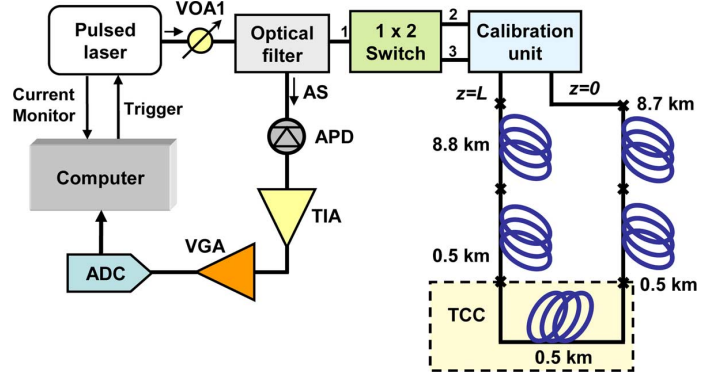 VOA1
Pulsed
laser
Optical
filter
1
1 x 2
Switch
2
3
Calibration
unit
Current
Monitor
Trigger
AS
z=L
z=0
8.7 km
APD
8.8 km
Computer
TIA
VGA
ADC
0.5 km
0.5 km
TCC
0.5 km